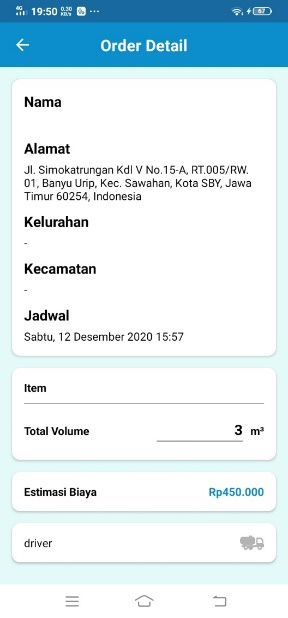 4G 19:50 0,30 KB/s ...
67
Order Detail
Nama
Alamat
Jl. Simokatrungan Kdl V No.15-A, RT.005/RW.
01, Banyu Urip, Kec. Sawahan, Kota SBY, Jawa
Timur 60254, Indonesia
Kelurahan
-
Kecamatan
-
Jadwal
Sabtu, 12 Desember 2020 15:57
Item
Total Volume 3 m³
Estimasi Biaya Rp450.000
driver